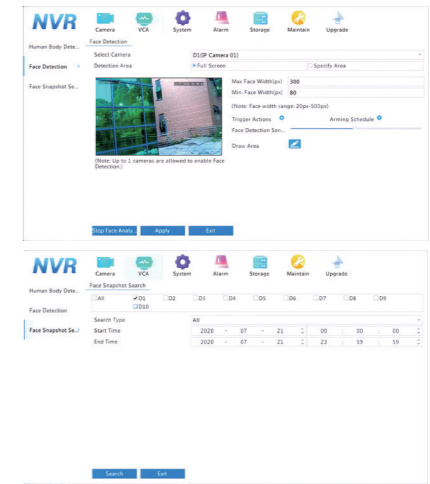 NVR
Camera VCA System Alarm Storage Maintain Upgrade
Human Body Dete...
Face Detection
Face Snapshot Se...
Face Detection
Select Camera D1(IP Camera 01)
Detection Area Full Screen Specify Area
Max Face Width(px) 300
Min. Face Width(px) 80
(Note: Face width range: 20px-500px)
Trigger Actions Arming Schedule
Face Detection Sen...
Draw Area
(Note: Up to 1 cameras are allowed to enable Face
Detection.)
Stop Face Analy... Apply Exit
NVR
Camera VCA System Alarm Storage Maintain Upgrade
Human Body Dete...
Face Detection
Face Snapshot Se...
Face Snapshot Search
All D1 D2 D3 D4 D5 D6 D7 D8 D9
D10
Search Type All
Start Time 2020 - 07 - 21 00 : 00 : 00
End Time 2020 - 07 - 21 23 : 59 : 59
Search Exit